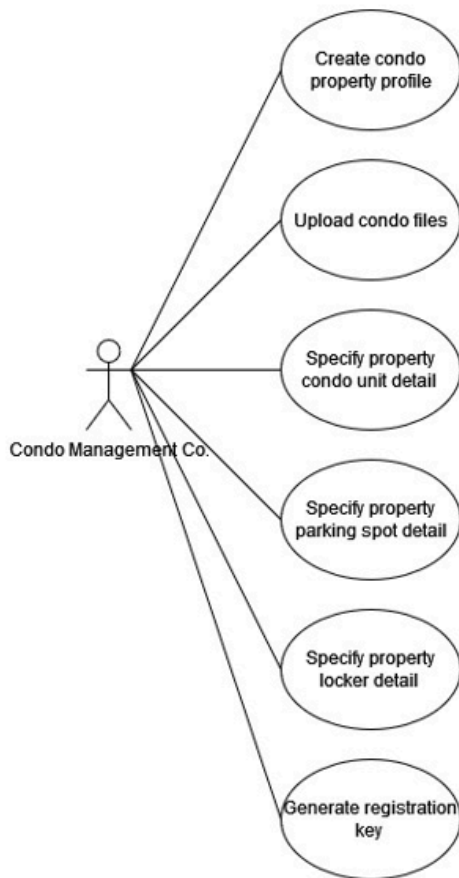 Create condo
property profile
Upload condo files
Specify property
condo unit detail
Condo Management Co.
Specify property
parking spot detail
Specify property
locker detail
Generate registration
key